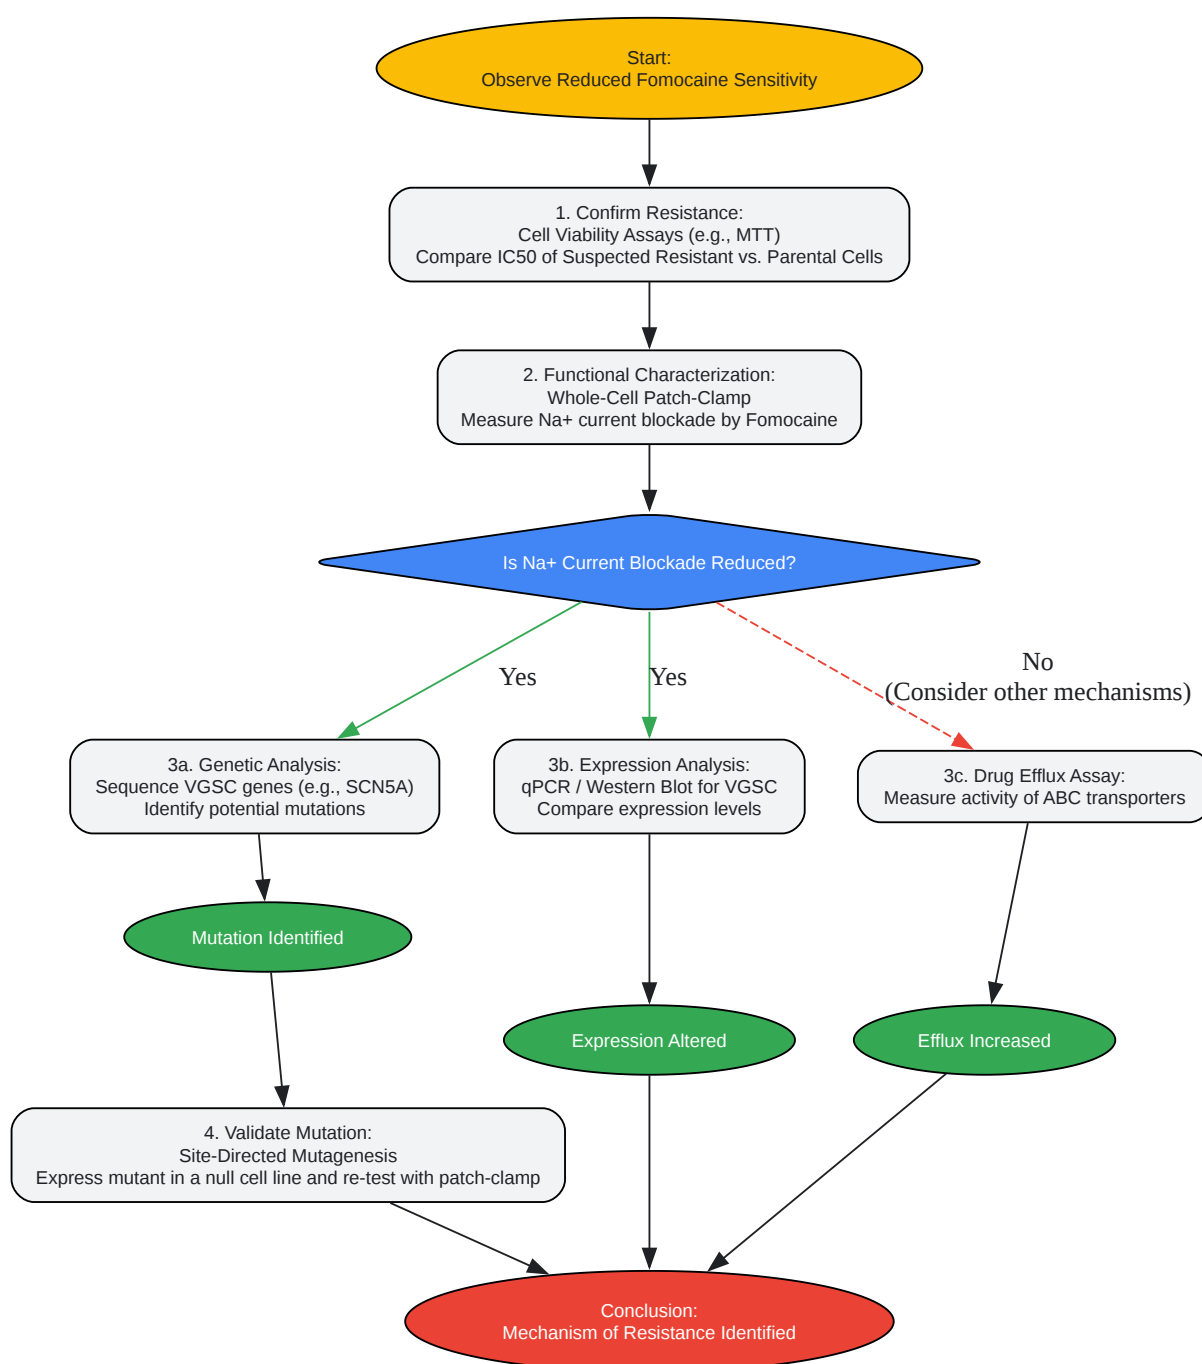 Start:
Observe Reduced Fomocaine Sensitivity
1. Confirm Resistance:
Cell Viability Assays (e.g., MTT)
Compare IC50 of Suspected Resistant vs. Parental Cells
2. Functional Characterization:
Whole-Cell Patch-Clamp
Measure Na+ current blockade by Fomocaine
Is Na+ Current Blockade Reduced?
Yes
Yes
No
(Consider other mechanisms)
3a. Genetic Analysis:
Sequence VGSC genes (e.g., SCN5A)
Identify potential mutations
3b. Expression Analysis:
qPCR / Western Blot for VGSC
Compare expression levels
3c. Drug Efflux Assay:
Measure activity of ABC transporters
Mutation Identified
Expression Altered
Efflux Increased
4. Validate Mutation:
Site-Directed Mutagenesis
Express mutant in a null cell line and re-test with patch-clamp
Conclusion:
Mechanism of Resistance Identified